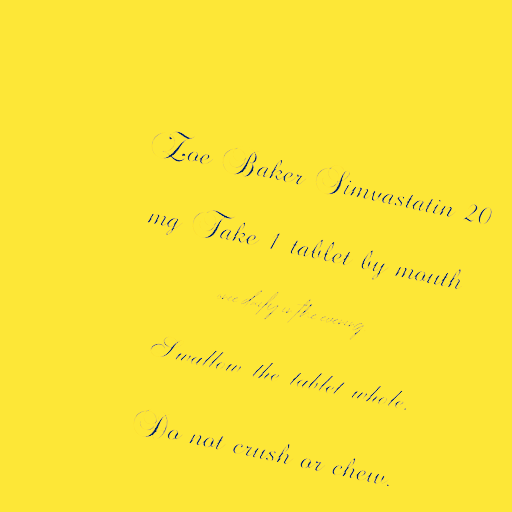 Zoe Baker Simvastatin 20
mg Take 1 tablet by mouth
Swallow the tablet whole.
Do not crush or chew.